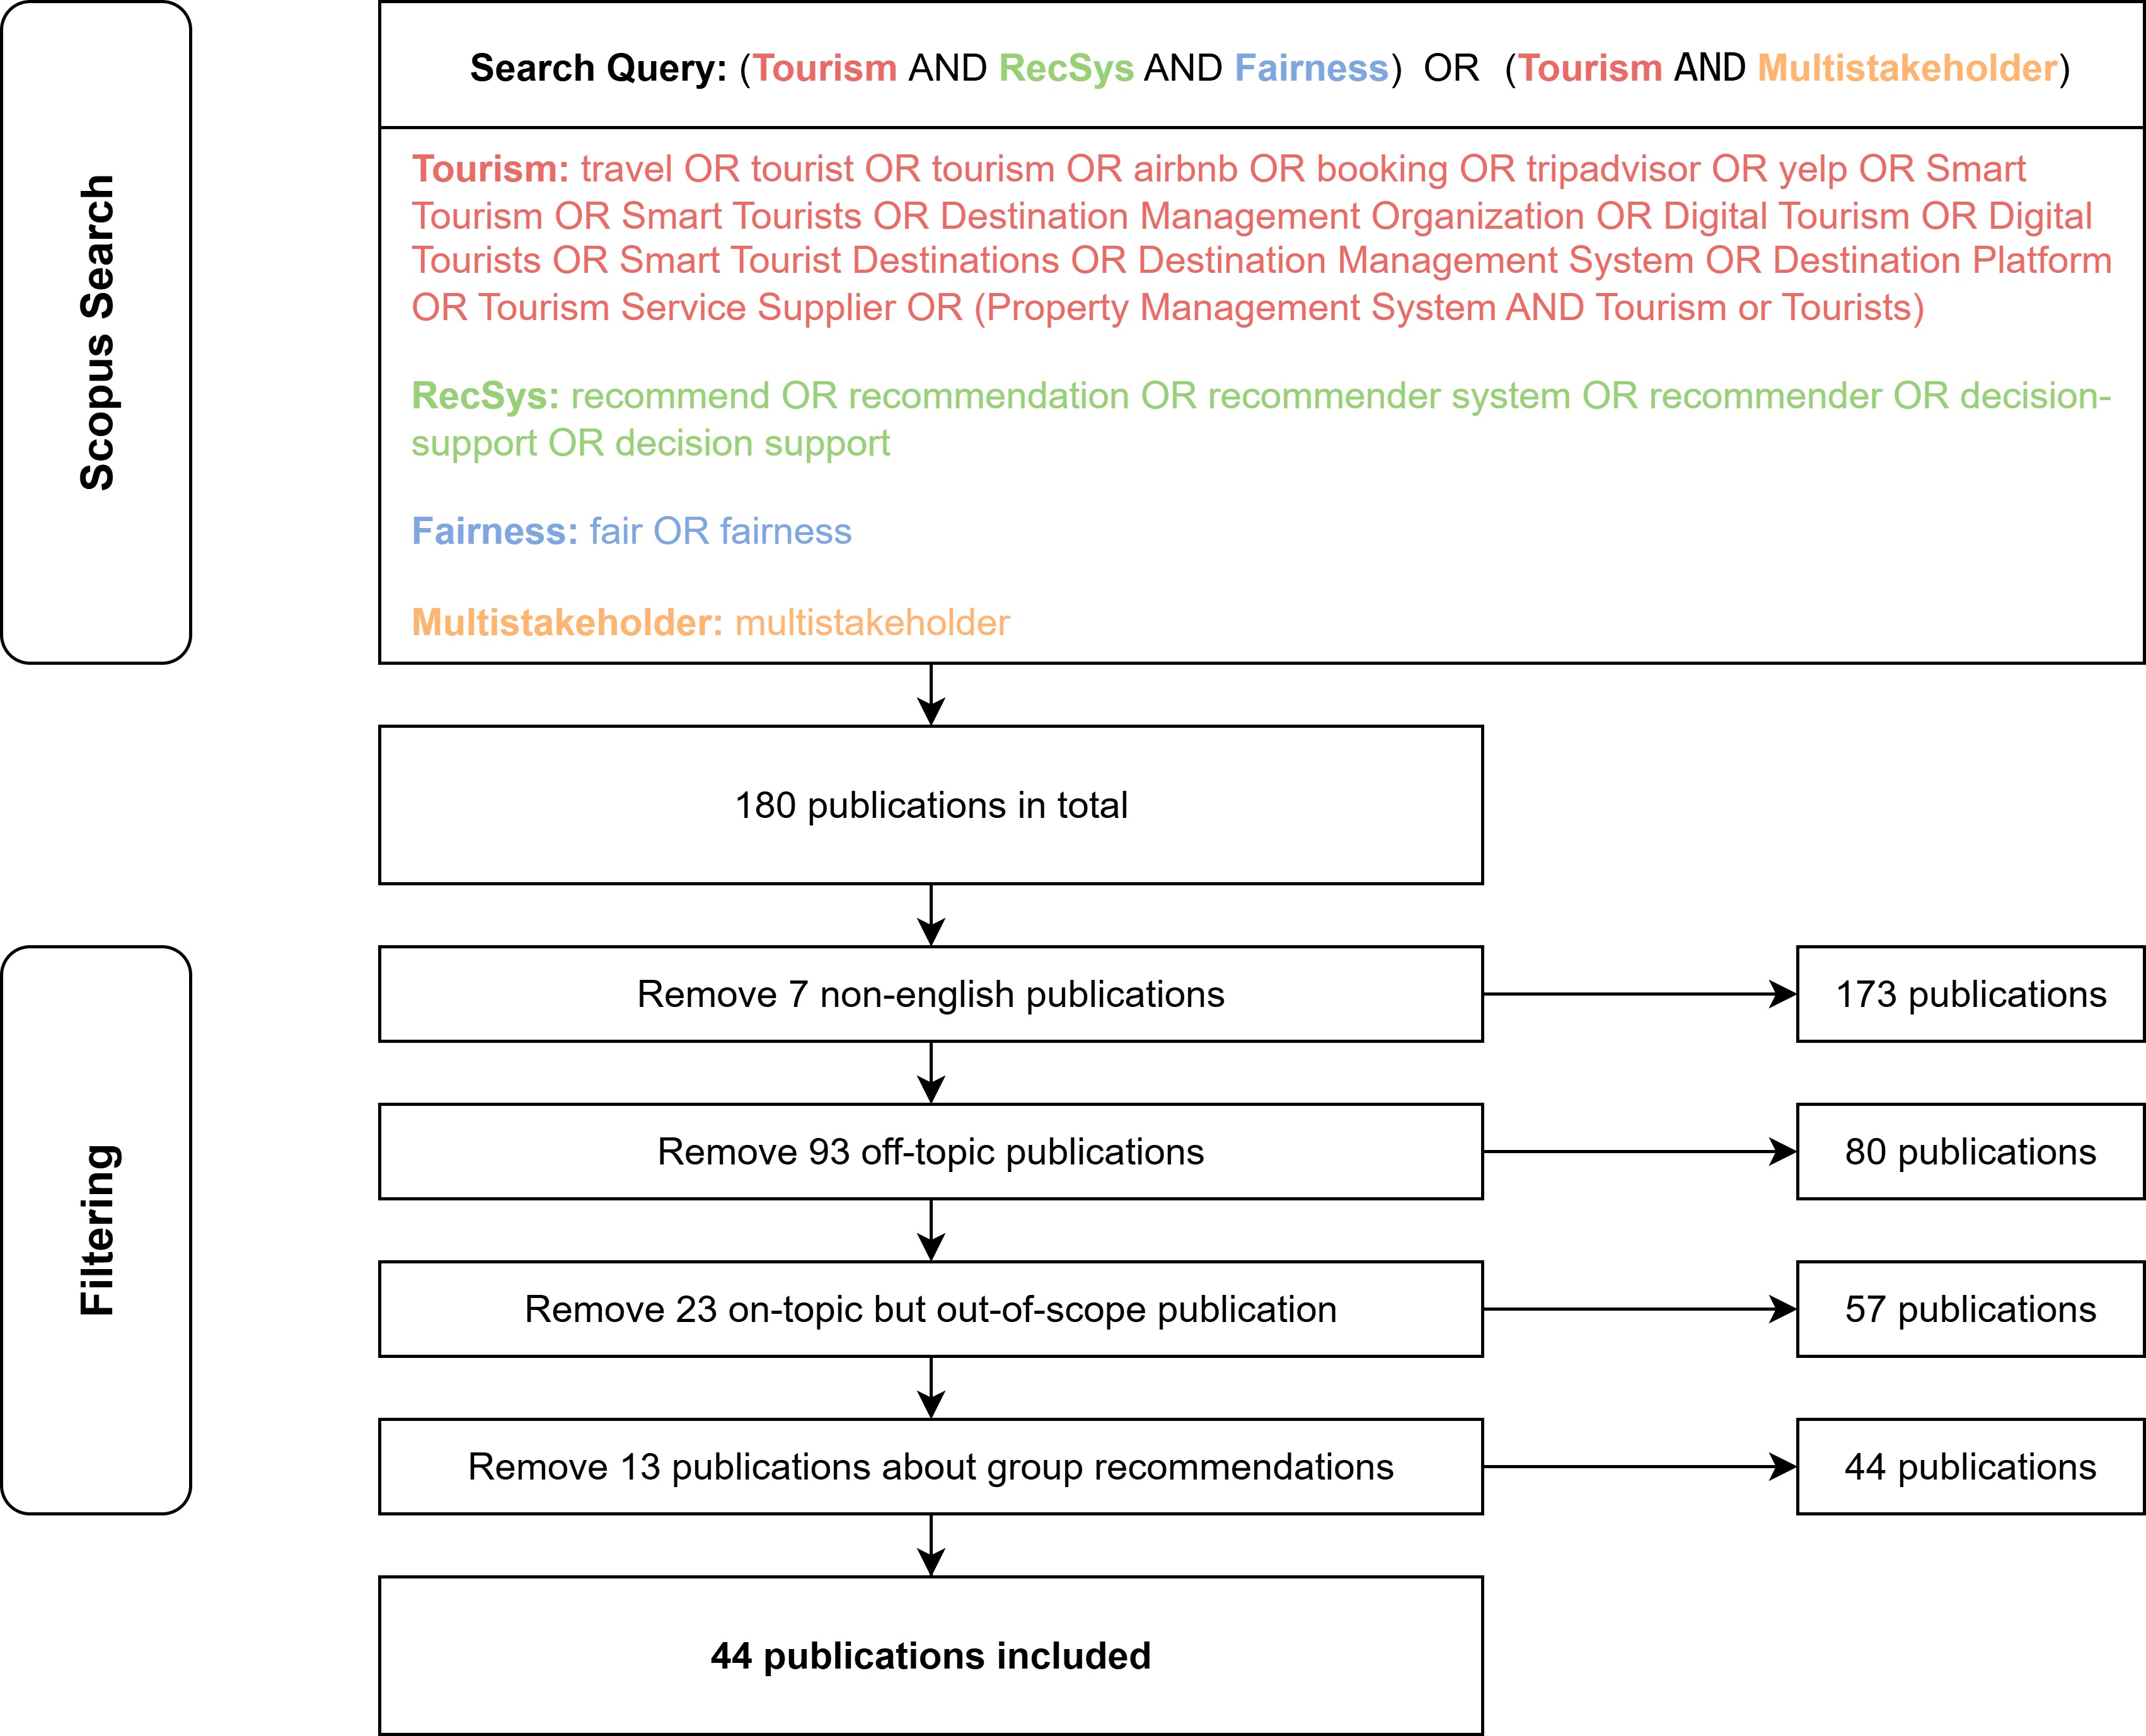 Scopus Search
Search Query: (Tourism AND RecSys AND Fairness) OR (Tourism AND Multistakeholder)
Tourism: travel OR tourist OR tourism OR airbnb OR booking OR tripadvisor OR yelp OR Smart
Tourism OR Smart Tourists OR Destination Management Organization OR Digital Tourism OR Digital
Tourists OR Smart Tourist Destinations OR Destination Management System OR Destination Platform
OR Tourism Service Supplier OR (Property Management System AND Tourism or Tourists)
RecSys: recommend OR recommendation OR recommender system OR recommender OR decision-
support OR decision support
Fairness: fair OR fairness
Multistakeholder: multistakeholder
180 publications in total
Filtering
Remove 7 non-english publications
173 publications
Remove 93 off-topic publications
80 publications
Remove 23 on-topic but out-of-scope publication
57 publications
Remove 13 publications about group recommendations
44 publications
44 publications included